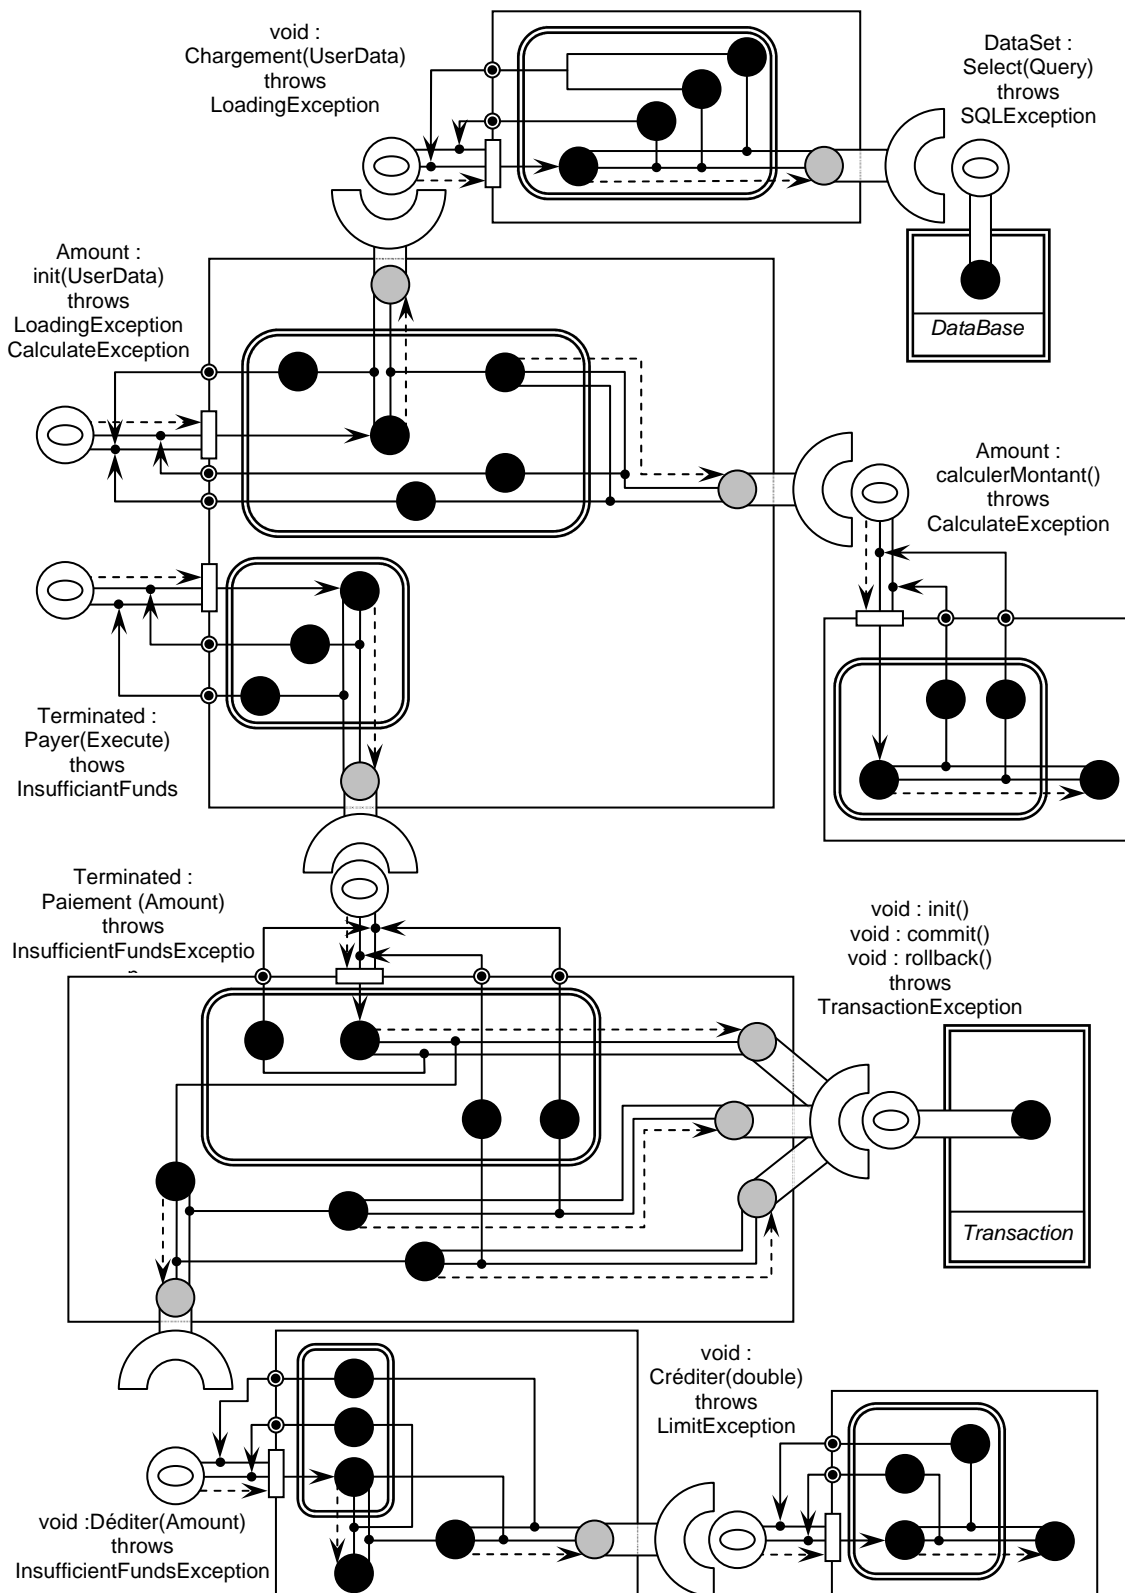 void :
Chargement(UserData)
throws
LoadingException
DataSet :
Select(Query)
throws
SQLException
DataBase
Amount :
init(UserData)
throws
LoadingException
CalculateException
Amount :
calculerMontant()
throws
CalculateException
Terminated :
Payer(Execute)
thows
InsufficiantFunds
Terminated :
Paiement (Amount)
throws
InsufficientFundsExceptio
n
void : init()
void : commit()
void : rollback()
throws
TransactionException
Transaction
void :
Créditer(double)
throws
LimitException
void :Déditer(Amount)
throws
InsufficientFundsException